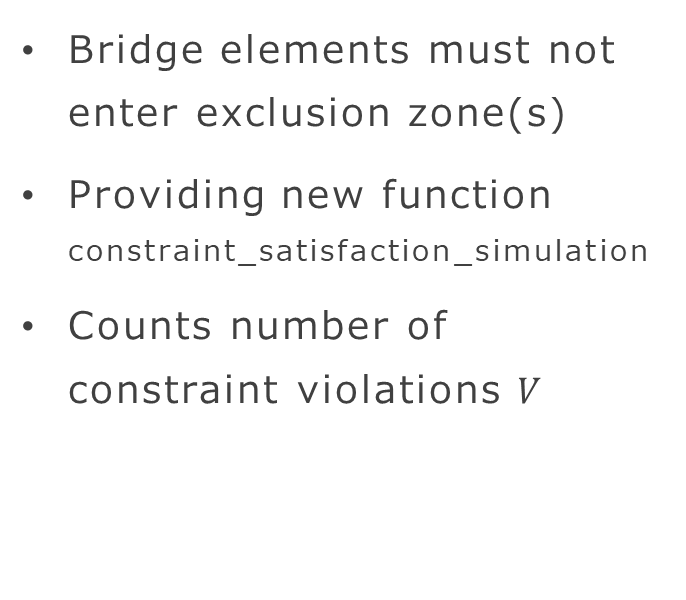 • Bridge elements must not
enter exclusion zone(s)
• Providing new function
constraint_satisfaction_simulation
• Counts number of
constraint violations V